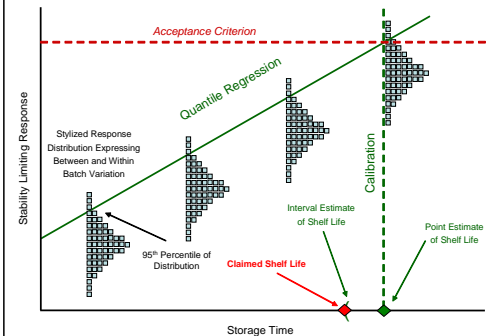 Acceptance Criterion
Quantile Regression
Stability Limiting Response
Stylized Response
Distribution Expressing
Between and Within
Batch Variation
95th Percentile of
Distribution
Calibration
Interval Estimate
of Shelf Life
Point Estimate
of Shelf Life
Claimed Shelf Life
Storage Time